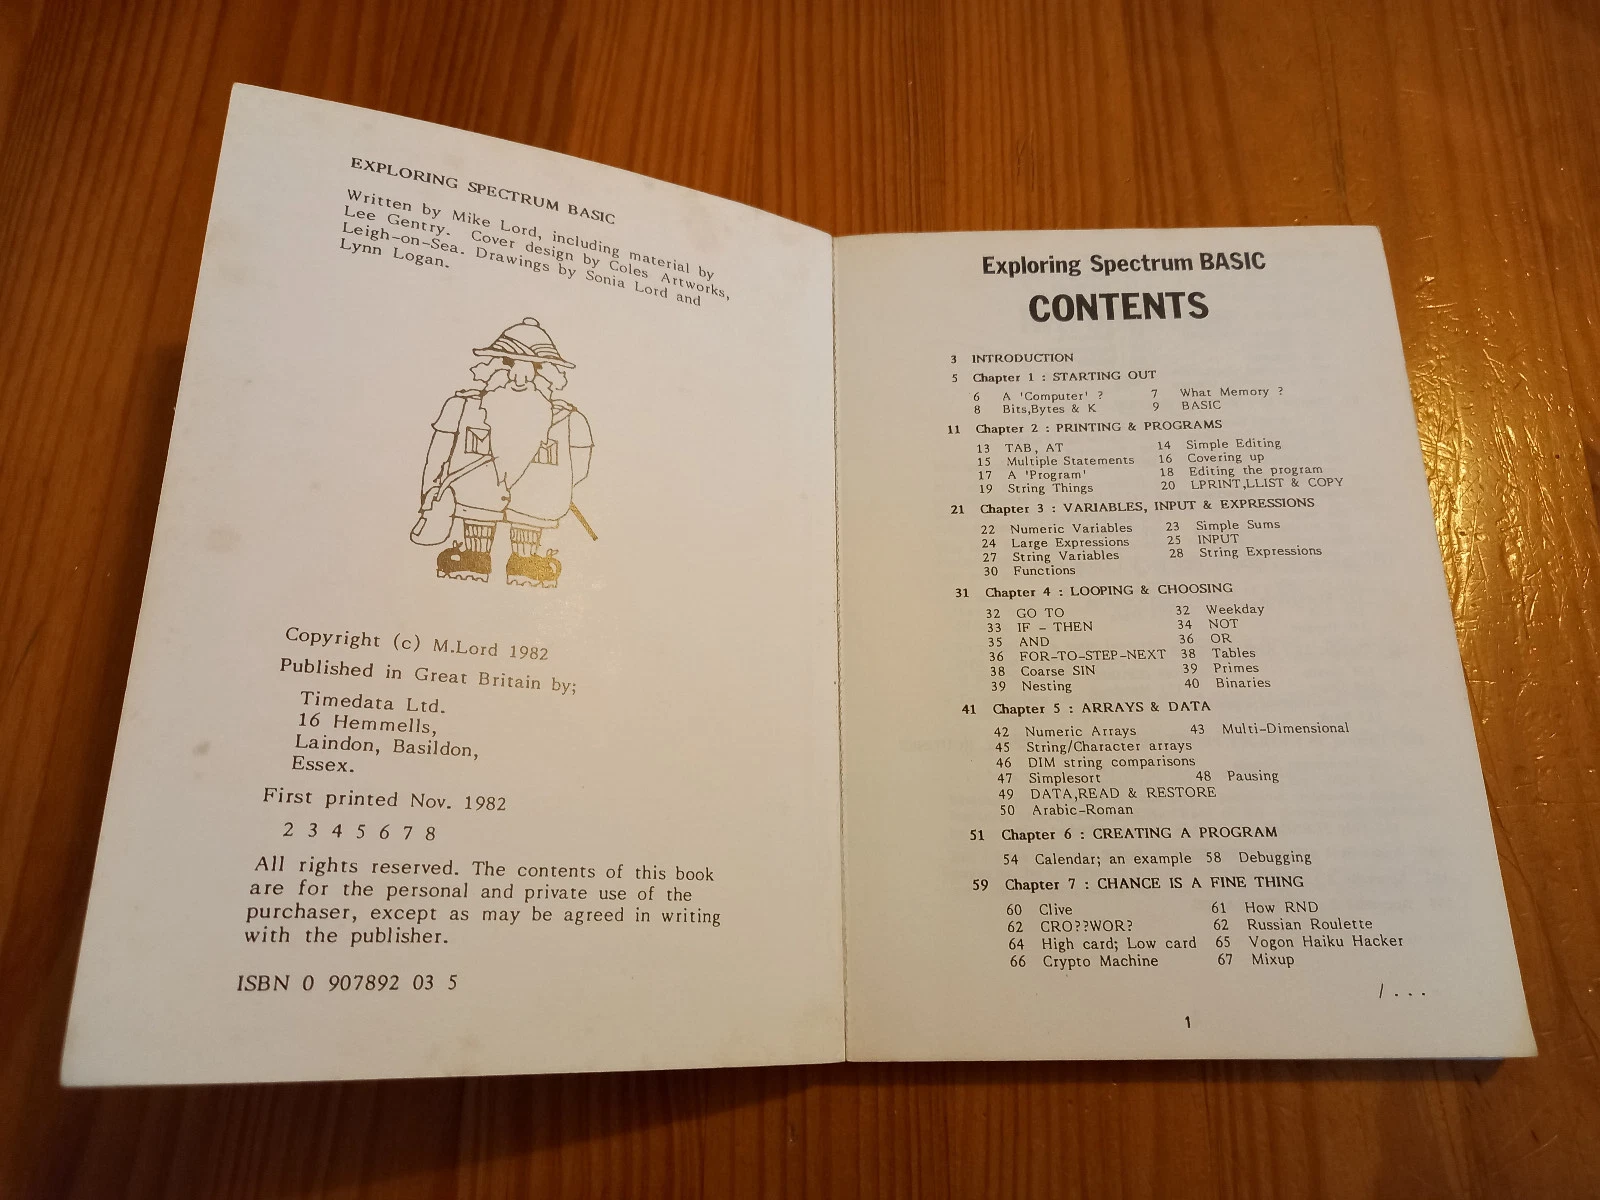 EXPLORING SPECTRUM BASIC
Written by Mike Lord, including material by
Lee Gentry. Cover design by Coles Artworks,
Leigh-on-Sea. Drawings by Sonia Lord and
Lynn Logan.
Copyright (c) M.Lord 1982
Published in Great Britain by;
Timedata Ltd.
16 Hemmells,
Laindon, Basildon,
Essex.
First printed Nov. 1982
2 3 4 5 6 7 8
All rights reserved. The contents of this book
are for the personal and private use of the
purchaser, except as may be agreed in writing
with the publisher.
ISBN 0 907892 03 5
Exploring Spectrum BASIC
CONTENTS
3 INTRODUCTION
5 Chapter 1 : STARTING OUT
6 A 'Computer' ? 7 What Memory ?
8 Bits,Bytes & K 9 BASIC
11 Chapter 2 : PRINTING & PROGRAMS
13 TAB, AT 14 Simple Editing
15 Multiple Statements 16 Covering up
17 A 'Program' 18 Editing the program
19 String Things 20 LPRINT,LLIST & COPY
21 Chapter 3 : VARIABLES, INPUT & EXPRESSIONS
22 Numeric Variables 23 Simple Sums
24 Large Expressions 25 INPUT
27 String Variables 28 String Expressions
30 Functions
31 Chapter 4 : LOOPING & CHOOSING
32 GO TO 32 Weekday
33 IF - THEN 34 NOT
35 AND 36 OR
36 FOR-TO-STEP-NEXT 38 Tables
38 Coarse SIN 39 Primes
39 Nesting 40 Binaries
41 Chapter 5 : ARRAYS & DATA
42 Numeric Arrays 43 Multi-Dimensional
45 String/Character arrays
46 DIM string comparisons
47 Simplesort 48 Pausing
49 DATA,READ & RESTORE
50 Arabic-Roman
51 Chapter 6 : CREATING A PROGRAM
54 Calendar; an example 58 Debugging
59 Chapter 7 : CHANCE IS A FINE THING
60 Clive 61 How RND
62 CRO??WOR? 62 Russian Roulette
64 High card; Low card 65 Vogon Haiku Hacker
66 Crypto Machine 67 Mixup
/ . . .
1